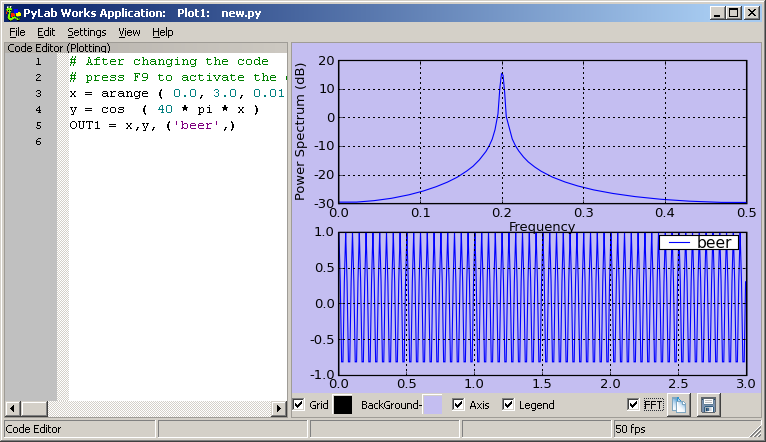 PyLab Works Application: Plot1: new.py
File Edit Settings View Help
Code Editor (Plotting)
1 # After changing the code
2 # press F9 to activate the
3 x = arange ( 0.0, 3.0, 0.01
4 y = cos ( 40 * pi * x )
5 OUT1 = x,y, ('beer',)
6
Power Spectrum (dB)
20
10
0
-10
-20
-30
0.0 0.1 0.2 0.3 0.4 0.5
Frequency
beer
1.0
0.5
0.0
-0.5
-1.0
0.0 0.5 1.0 1.5 2.0 2.5 3.0
Grid BackGround- Axis Legend FFT
Code Editor 50 fps